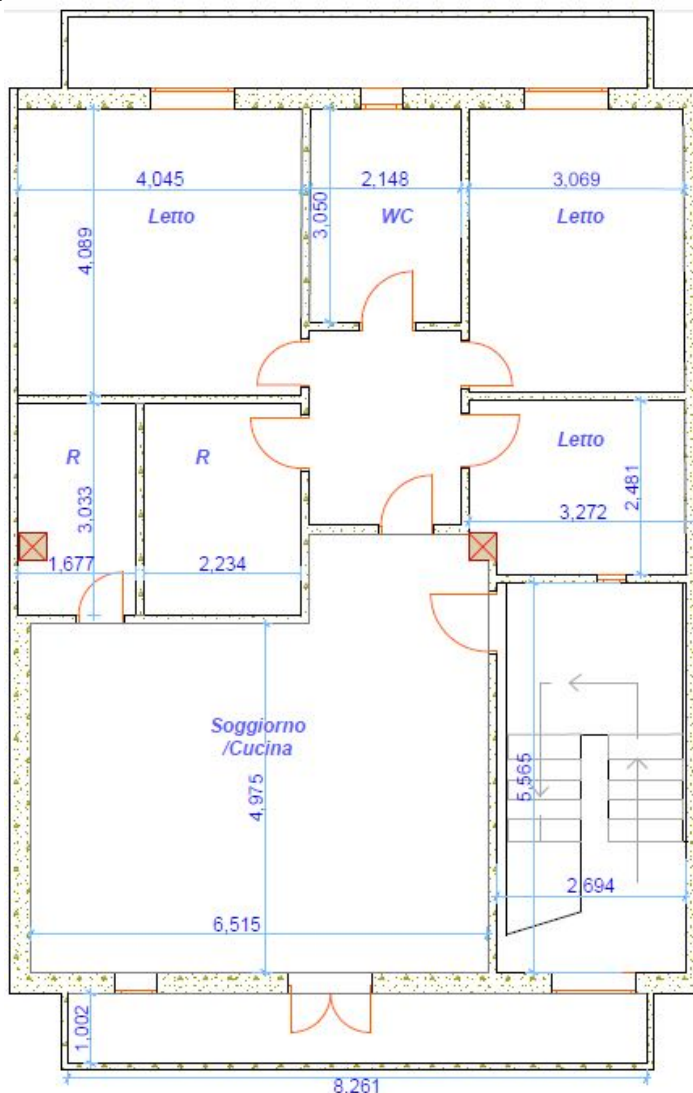 4,045
2,148
3,069
Letto
WC
Letto
4,089
3,050
R
R
Letto
3,033
2,481
3,272
1,677
2,234
Soggiorno
/Cucina
4,975
5,565
2,694
6,515
1,002
8,261